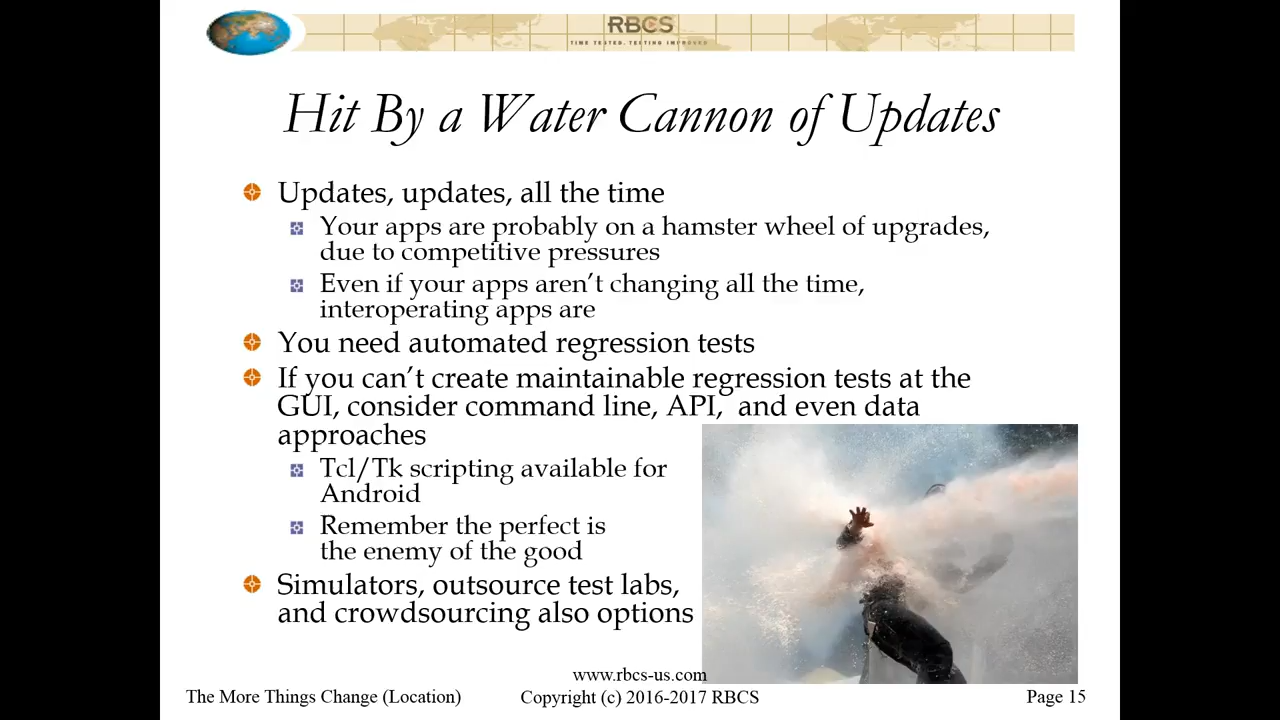 RBCS
TIME TESTED. TESTING IMPROVED
Hit By a Water Cannon of Updates
Updates, updates, all the time
Your apps are probably on a hamster wheel of upgrades,
due to competitive pressures
Even if your apps aren’t changing all the time,
interoperating apps are
You need automated regression tests
If you can’t create maintainable regression tests at the
GUI, consider command line, API,  and even data
approaches
Tcl/Tk scripting available for
Android
Remember the perfect is
the enemy of the good
Simulators, outsource test labs,
and crowdsourcing also options
www.rbcs-us.com
The More Things Change (Location)
Copyright (c) 2016-2017 RBCS
Page 15